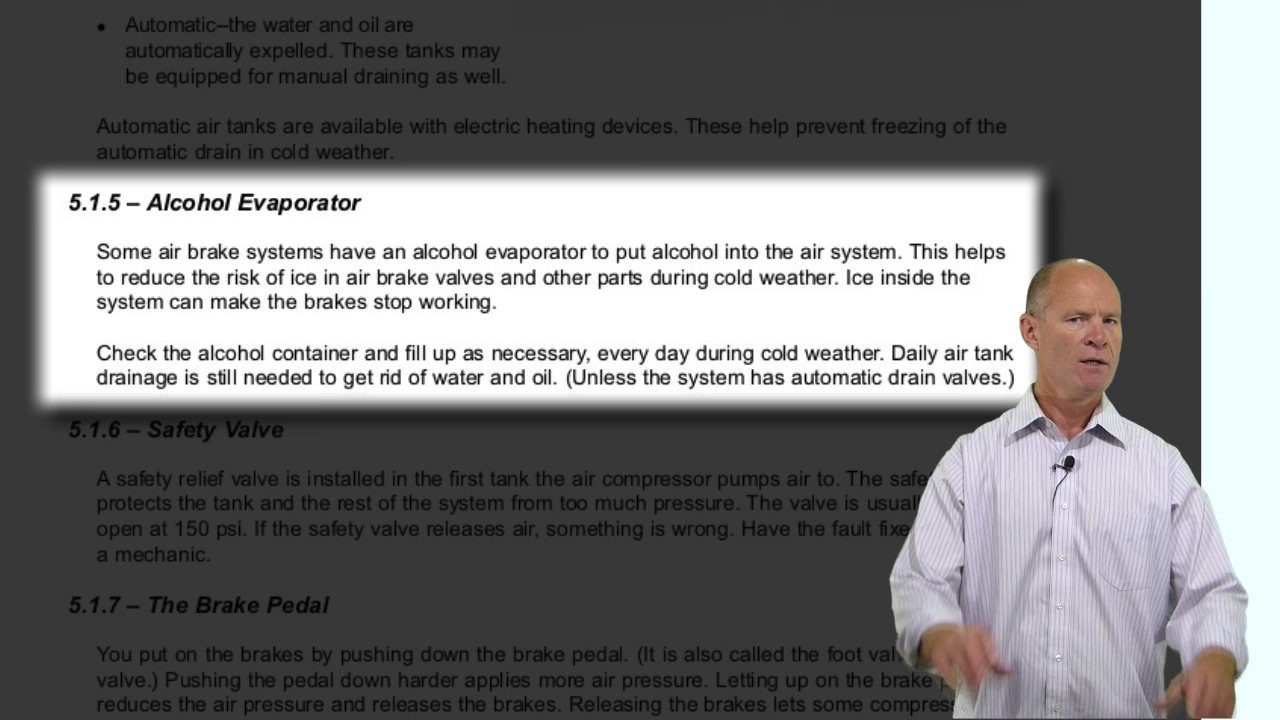 • Automatic–the water and oil are
automatically expelled. These tanks may
be equipped for manual draining as well.
Automatic air tanks are available with electric heating devices. These help prevent freezing of the
automatic drain in cold weather.
5.1.5 – Alcohol Evaporator
Some air brake systems have an alcohol evaporator to put alcohol into the air system. This helps
to reduce the risk of ice in air brake valves and other parts during cold weather. Ice inside the
system can make the brakes stop working.
Check the alcohol container and fill up as necessary, every day during cold weather. Daily air tank
drainage is still needed to get rid of water and oil. (Unless the system has automatic drain valves.)
5.1.6 – Safety Valve
A safety relief valve is installed in the first tank the air compressor pumps air to. The
protects the tank and the rest of the system from too much pressure. The valve is
open at 150 psi. If the safety valve releases air, something is wrong. Have the fault
a mechanic.
5.1.7 – The Brake Pedal
You put on the brakes by pushing down the brake pedal. (It is also called the foot
valve.) Pushing the pedal down harder applies more air pressure. Letting up on the brake
reduces the air pressure and releases the brakes. Releasing the brakes lets some